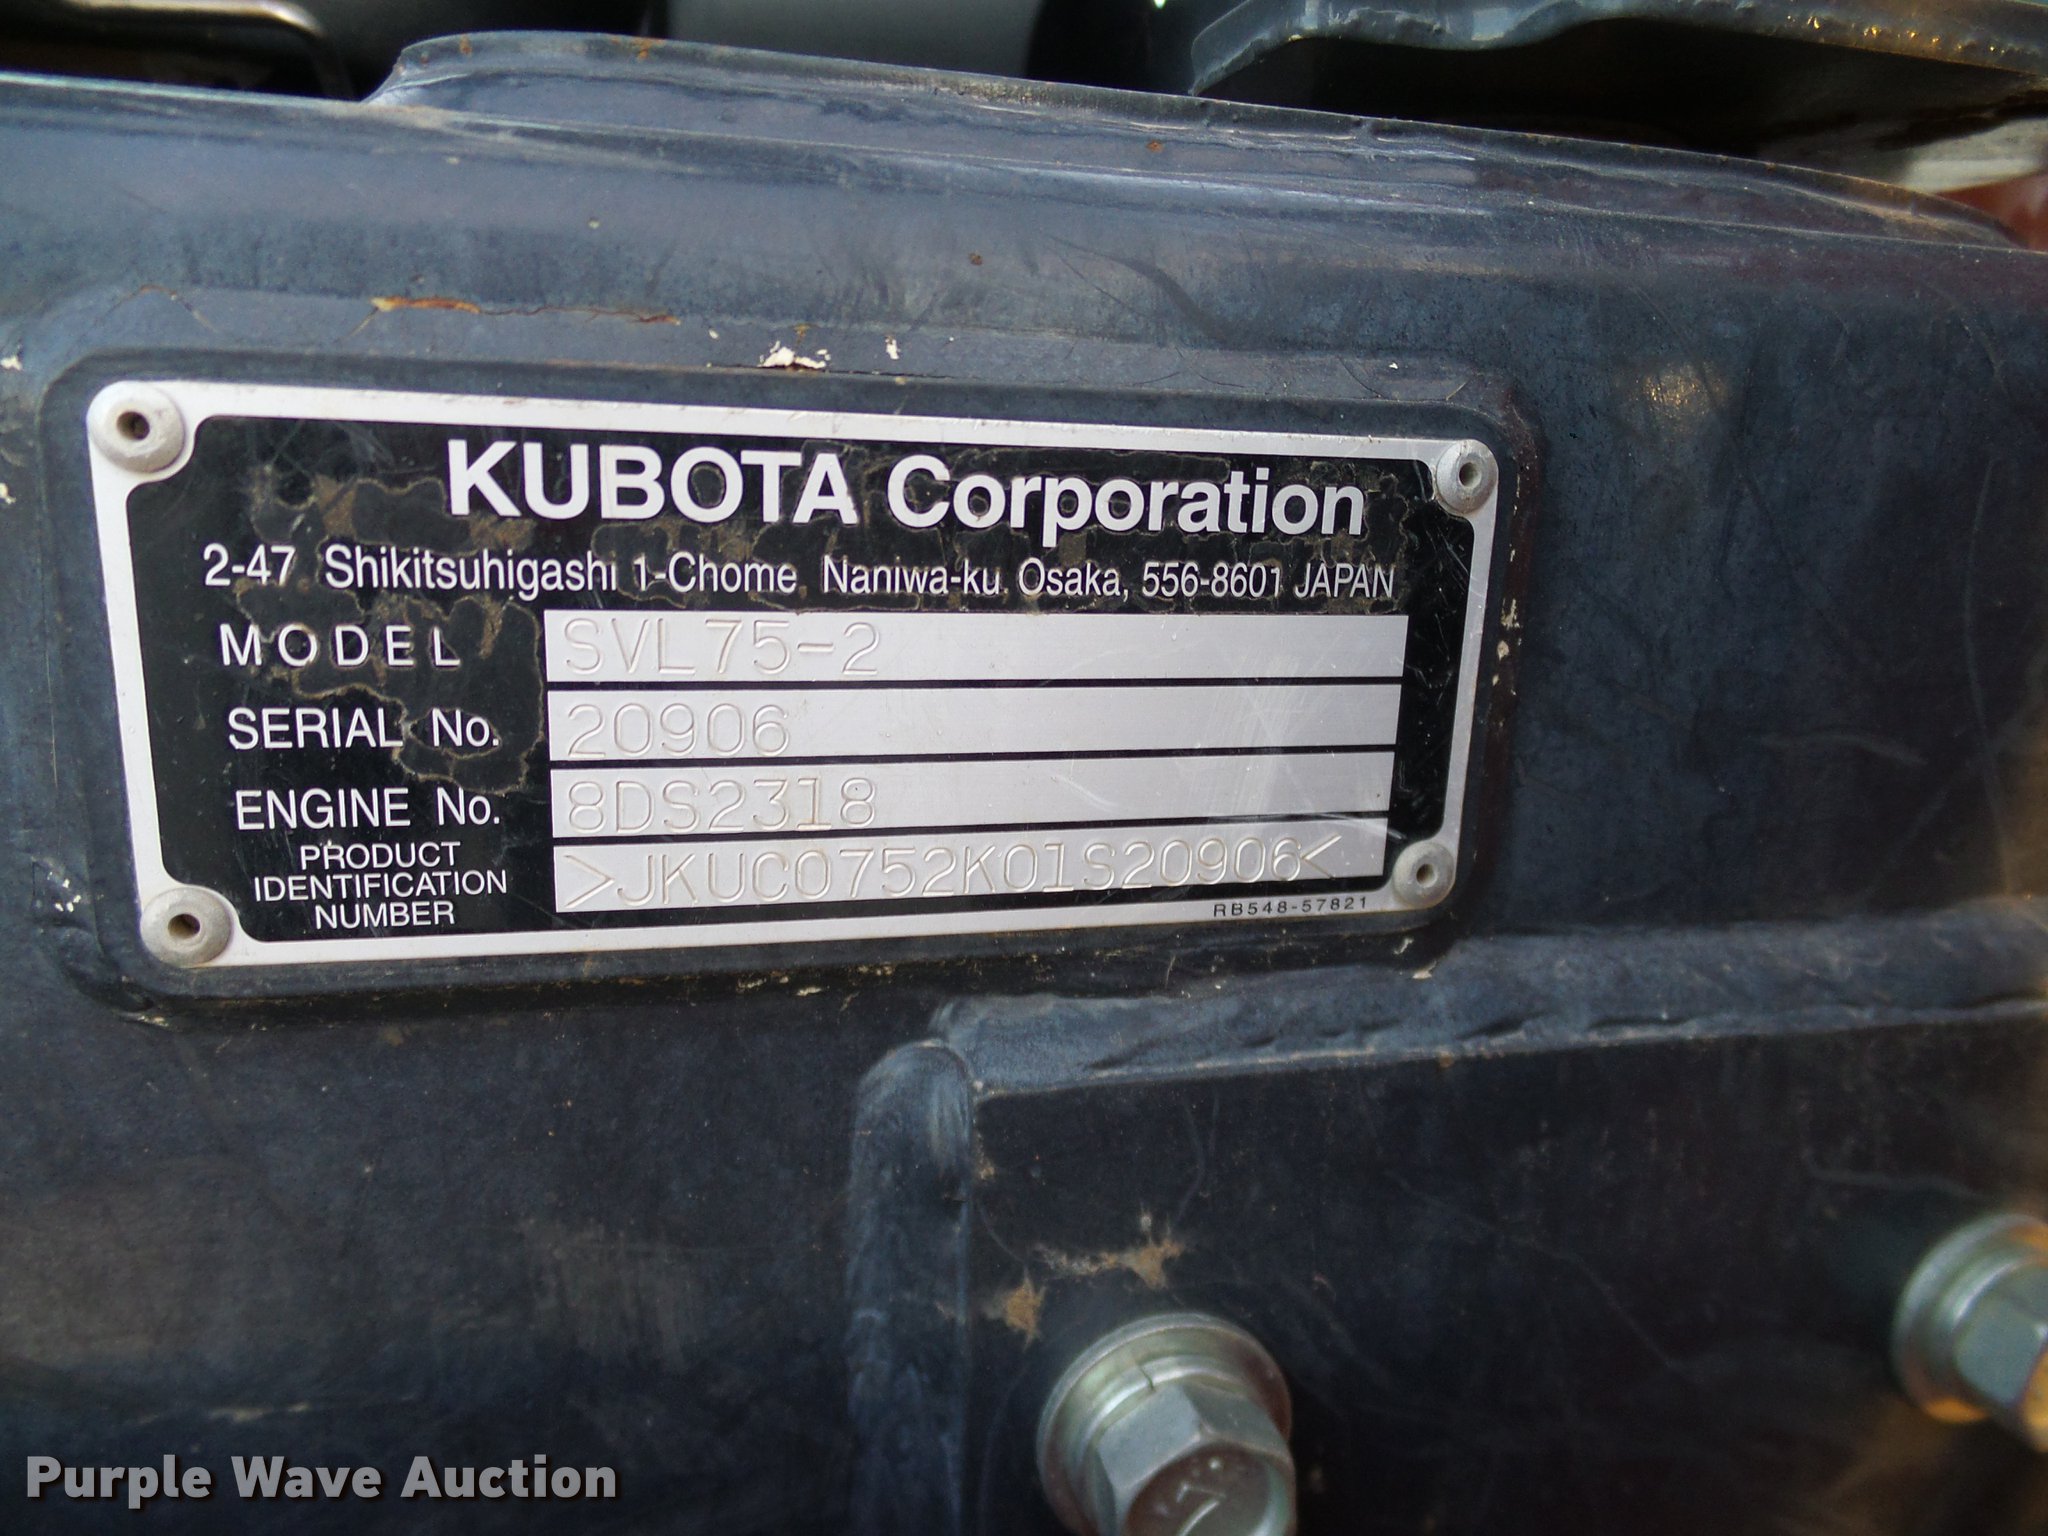 KUBOTA Corporation
2-47 Shikitsuhigashi 1-Chome, Naniwa-ku, Osaka, 556-8601 JAPAN
MODEL SVL75-2
SERIAL No. 20906
ENGINE No. 8DS2318
PRODUCT
IDENTIFICATION
NUMBER >JKUC0752K01S20906<
RB548-57821
7
Purple Wave Auction